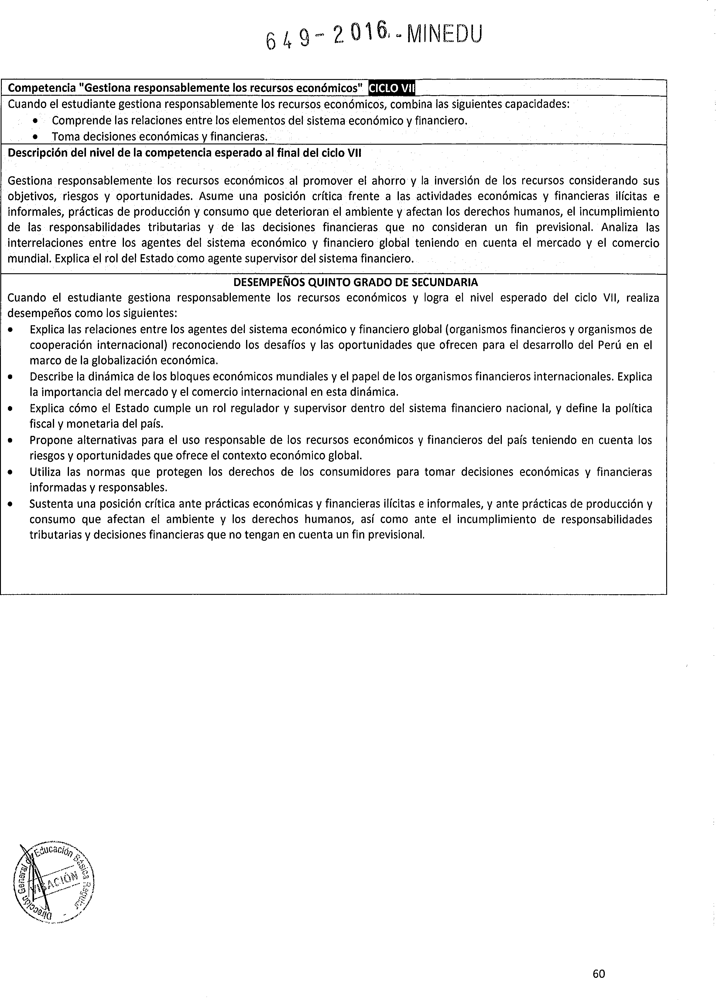 649-2016.-MINEDU
Competencia "Gestiona responsablemente los recursos económicos" CICLO VII
Cuando el estudiante gestiona responsablemente los recursos económicos, combina las siguientes capacidades:
• Comprende las relaciones entre los elementos del sistema económico y financiero.
• Toma decisiones económicas y financieras.
Descripción del nivel de la competencia esperado al final del ciclo VII
Gestiona responsablemente los recursos económicos al promover el ahorro y la inversión de los recursos considerando sus
objetivos, riesgos y oportunidades. Asume una posición crítica frente a las actividades económicas y financieras ilícitas e
informales, prácticas de producción y consumo que deterioran el ambiente y afectan los derechos humanos, el incumplimiento
de las responsabilidades tributarias y de las decisiones financieras que no consideran un fin previsional. Analiza las
interrelaciones entre los agentes del sistema económico y financiero global teniendo en cuenta el mercado y el comercio
mundial. Explica el rol del Estado como agente supervisor del sistema financiero.
DESEMPEÑOS QUINTO GRADO DE SECUNDARIA
Cuando el estudiante gestiona responsablemente los recursos económicos y logra el nivel esperado del ciclo VII, realiza
desempeños como los siguientes:
• Explica las relaciones entre los agentes del sistema económico y financiero global (organismos financieros y organismos de
cooperación internacional) reconociendo los desafíos y las oportunidades que ofrecen para el desarrollo del Perú en el
marco de la globalización económica.
• Describe la dinámica de los bloques económicos mundiales y el papel de los organismos financieros internacionales. Explica
la importancia del mercado y el comercio internacional en esta dinámica.
• Explica cómo el Estado cumple un rol regulador y supervisor dentro del sistema financiero nacional, y define la política
fiscal y monetaria del país.
• Propone alternativas para el uso responsable de los recursos económicos y financieros del país teniendo en cuenta los
riesgos y oportunidades que ofrece el contexto económico global.
• Utiliza las normas que protegen los derechos de los consumidores para tomar decisiones económicas y financieras
informadas y responsables.
• Sustenta una posición crítica ante prácticas económicas y financieras ilícitas e informales, y ante prácticas de producción y
consumo que afectan el ambiente y los derechos humanos, así como ante el incumplimiento de responsabilidades
tributarias y decisiones financieras que no tengan en cuenta un fin previsional.
Dirección General de Educación Básica Regular
VISACIÓN
60